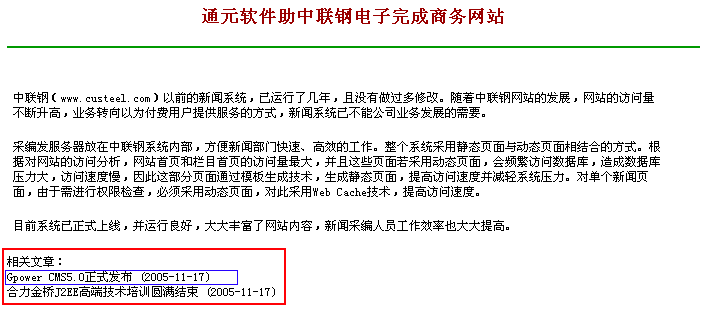 通元软件助中联钢电子完成商务网站
中联钢(www.custeel.com)以前的新闻系统，已运行了几年，且没有做过多修改。随着中联钢网站的发展，网站的访问量
不断升高，业务转向以为付费用户提供服务的方式，新闻系统已不能公司业务发展的需要。
采编发服务器放在中联钢系统内部，方便新闻部门快速、高效的工作。整个系统采用静态页面与动态页面相结合的方式。根
据对网站的访问分析，网站首页和栏目首页的访问量最大，并且这些页面若采用动态页面，会频繁访问数据库，造成数据库
压力大，访问速度慢，因此这部分页面通过模板生成技术，生成静态页面，提高访问速度并减轻系统压力。对单个新闻页
面，由于需进行权限检查，必须采用动态页面，对此采用Web Cache技术，提高访问速度。
目前系统已正式上线，并运行良好，大大丰富了网站内容，新闻采编人员工作效率也大大提高。
相关文章：
Gpower CMS5.0正式发布 (2005-11-17)
合力金桥J2EE高端技术培训圆满结束 (2005-11-17)